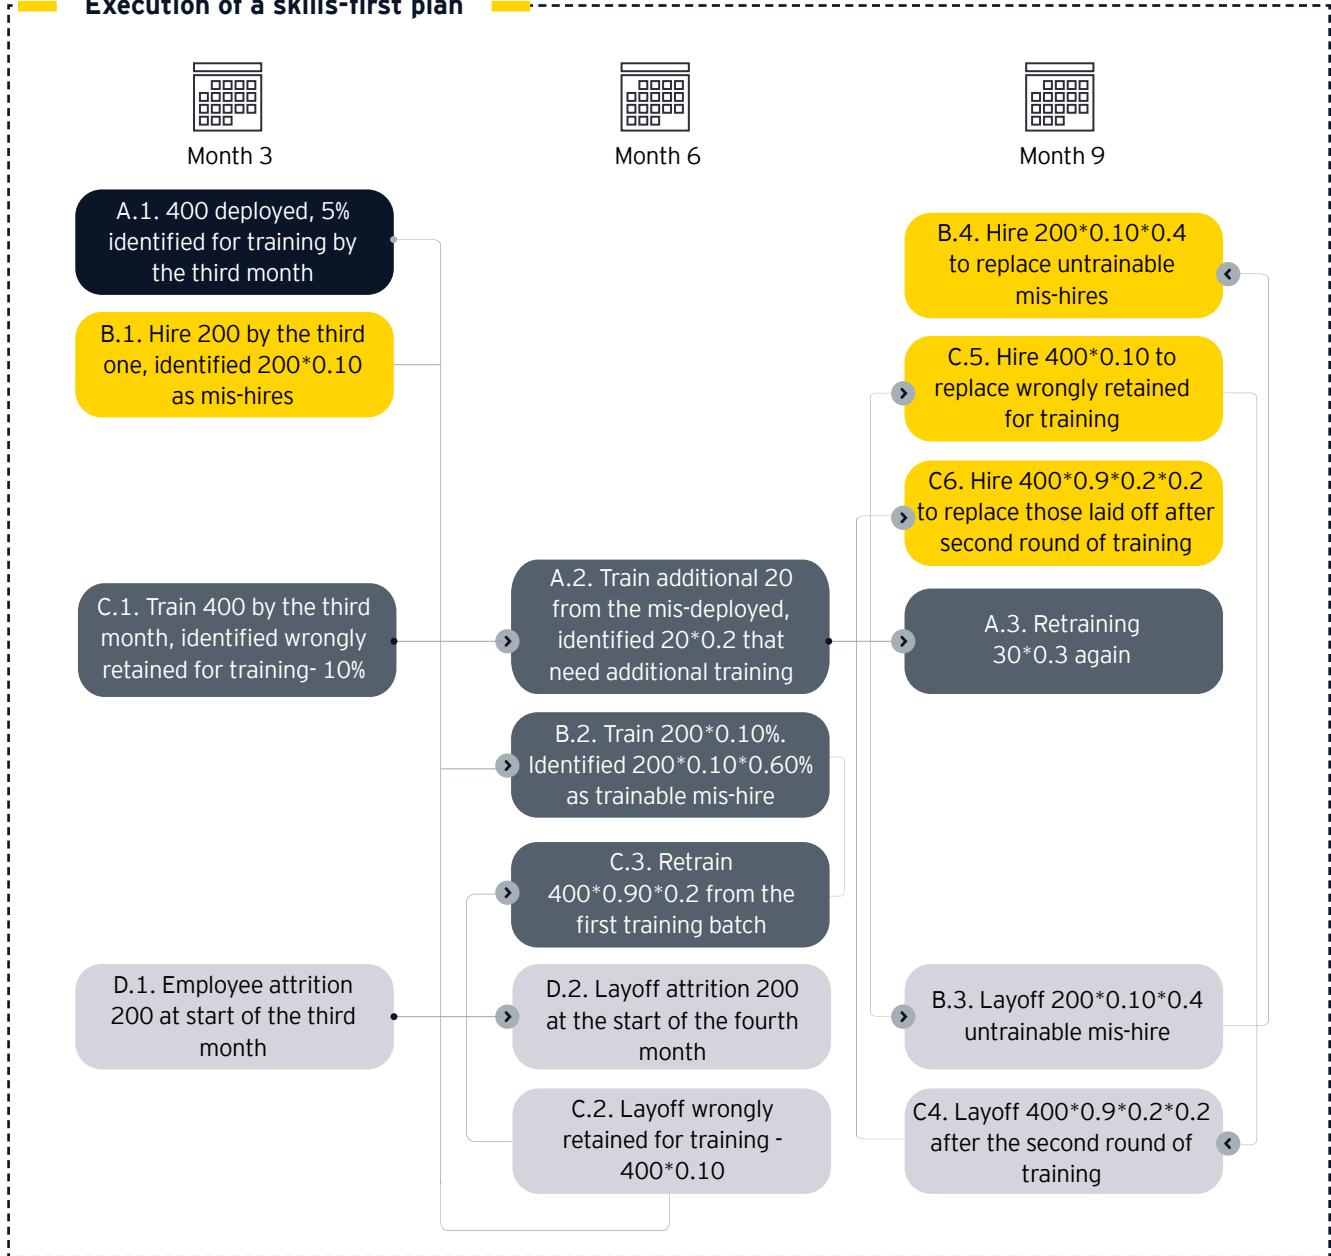 Execution of a skills-first plan
Month 3
Month 6
Month 9
A.1. 400 deployed, 5%
identified for training by
the third month
B.1. Hire 200 by the third
one, identified 200*0.10
as mis-hires
C.1. Train 400 by the third
month, identified wrongly
retained for training- 10%
D.1. Employee attrition
200 at start of the third
month
A.2. Train additional 20
from the mis-deployed,
identified 20*0.2 that
need additional training
B.2. Train 200*0.10%.
Identified 200*0.10*0.60%
as trainable mis-hire
C.3. Retrain
400*0.90*0.2 from the
first training batch
D.2. Layoff attrition 200
at the start of the fourth
month
C.2. Layoff wrongly
retained for training -
400*0.10
B.4. Hire 200*0.10*0.4
to replace untrainable
mis-hires
C.5. Hire 400*0.10 to
replace wrongly retained
for training
C6. Hire 400*0.9*0.2*0.2
to replace those laid off after
second round of training
A.3. Retraining
30*0.3 again
B.3. Layoff 200*0.10*0.4
untrainable mis-hire
C4. Layoff 400*0.9*0.2*0.2
after the second round of
training